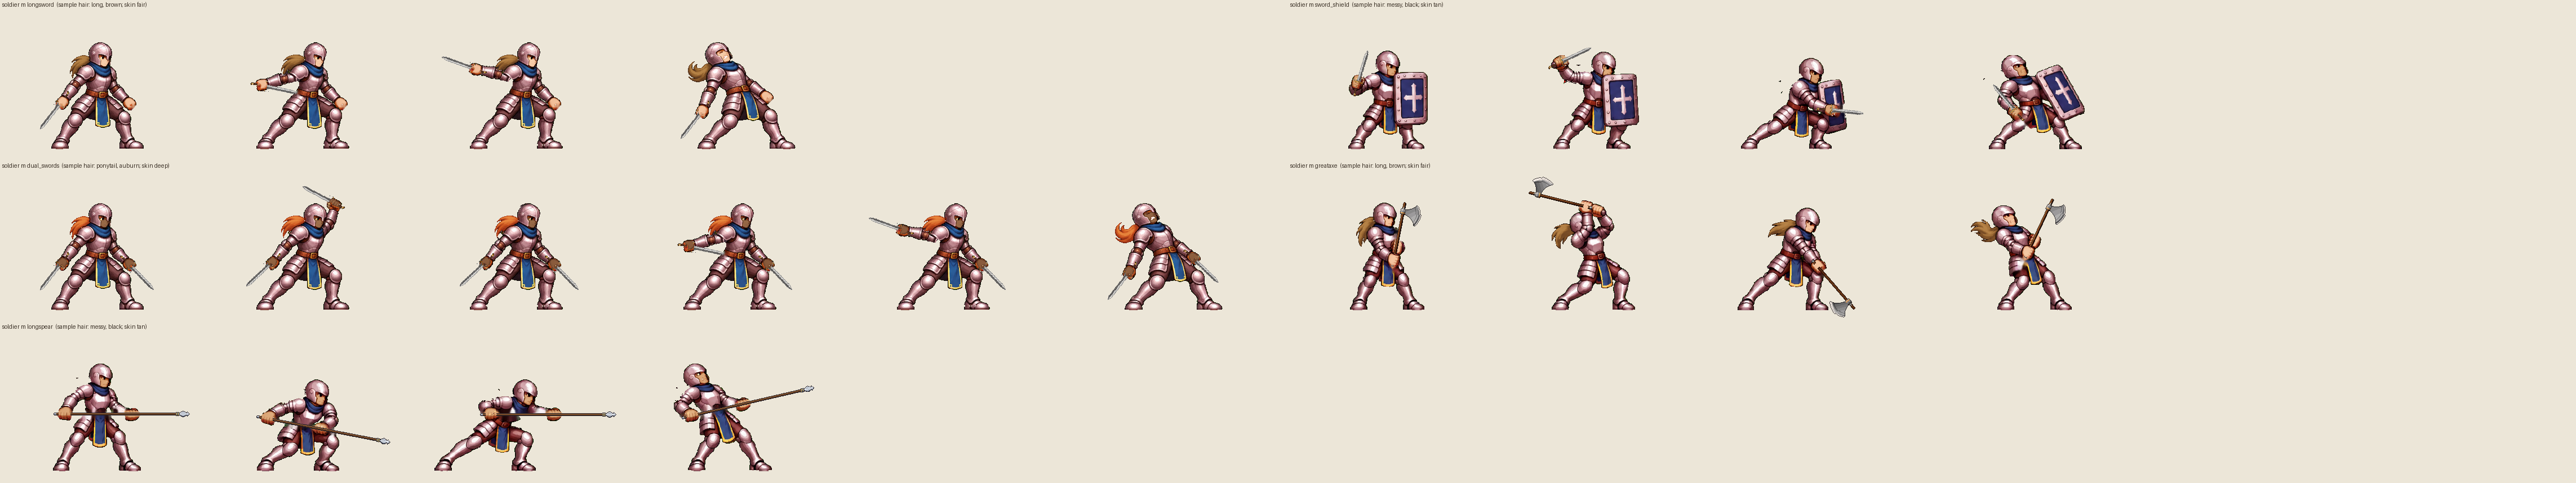 soldier m longsword (sample hair: long, brown; skin fair)
soldier m sword_shield (sample hair: messy, black; skin tan)
soldier m dual_swords (sample hair: ponytail, auburn; skin deep)
soldier m greataxe (sample hair: long, brown; skin fair)
soldier m longspear (sample hair: messy, black; skin tan)